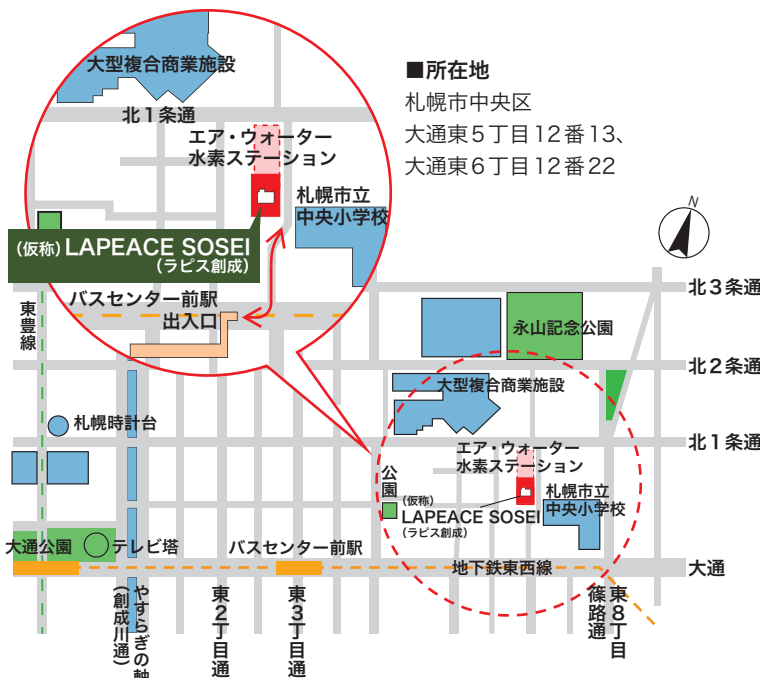 大型複合商業施設
北1条通
エア・ウォーター
水素ステーション
札幌市立
中央小学校
(仮称)LAPEACE SOSEI
(ラピス創成)
バスセンター前駅
出入口
■所在地
札幌市中央区
大通東5丁目12番13、
大通東6丁目12番22
N
東豊線
北3条通
永山記念公園
北2条通
大型複合商業施設
札幌時計台
北1条通
エア・ウォーター
水素ステーション
公園
札幌市立
中央小学校
(仮称)
LAPEACE SOSEI
(ラピス創成)
大通公園
テレビ塔
バスセンター前駅
地下鉄東西線
大通
やすらぎの軸
(創成川通)
東2丁目通
東3丁目通
東8丁目
篠路通